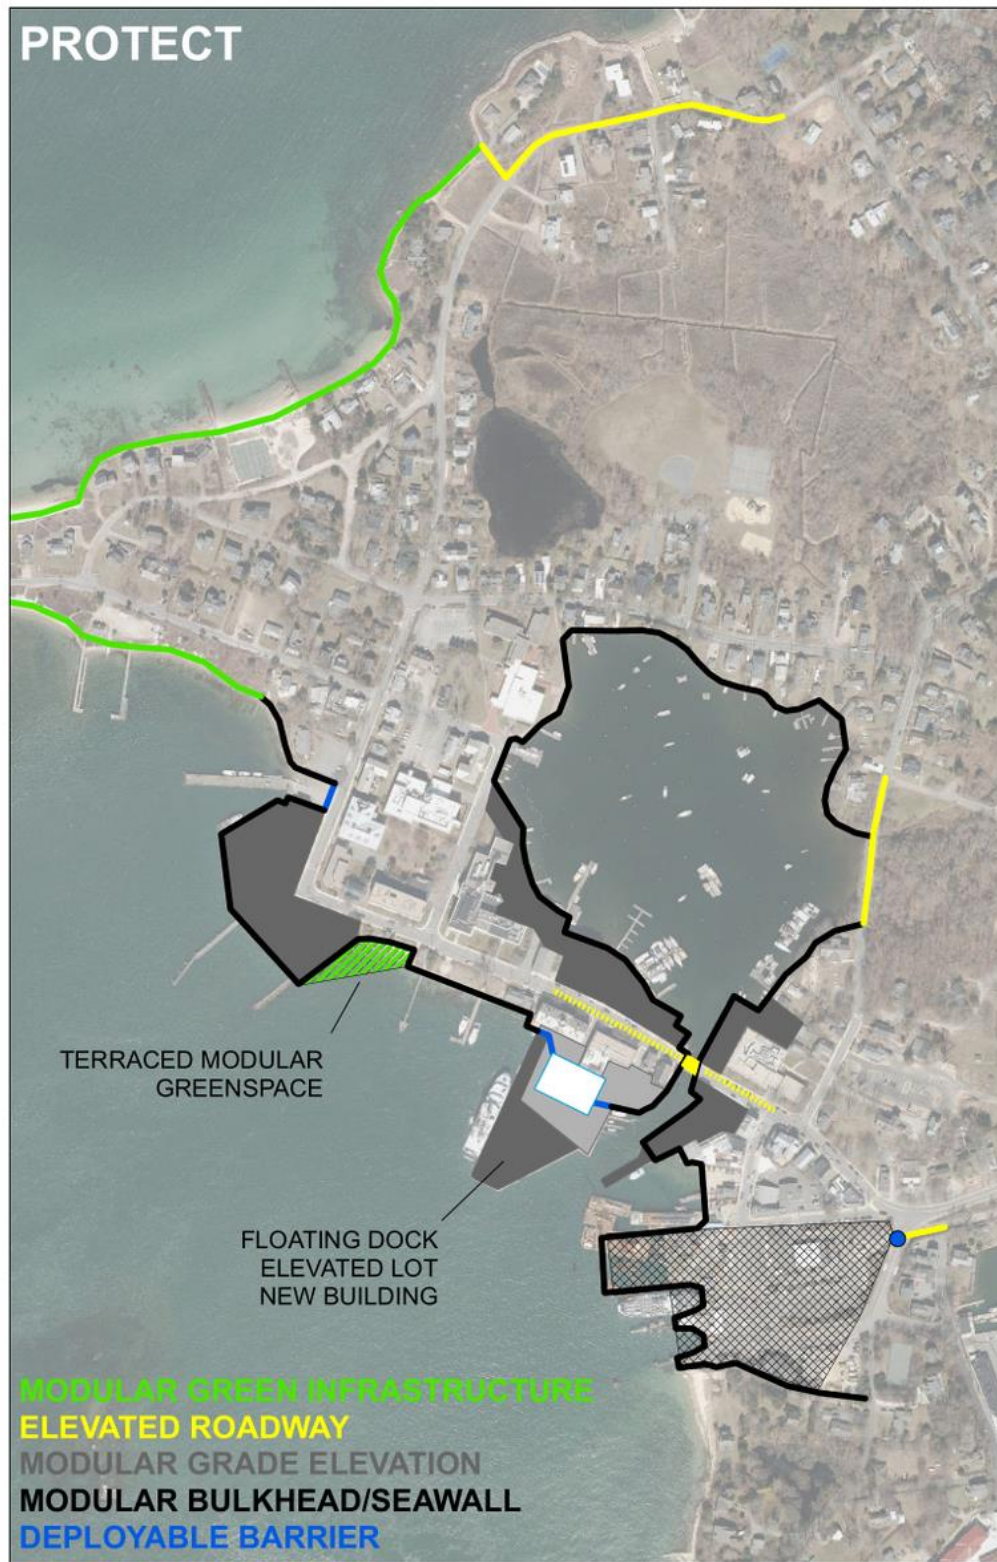 PROTECT
TERRACED MODULAR
GREENSPACE
FLOATING DOCK
ELEVATED LOT
NEW BUILDING
MODULAR GREEN INFRASTRUCTURE
ELEVATED ROADWAY
MODULAR GRADE ELEVATION
MODULAR BULKHEAD/SEAWALL
DEPLOYABLE BARRIER